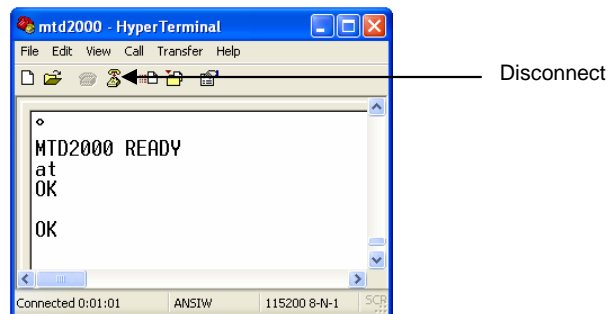 mtd2000 - HyperTerminal
File Edit View Call Transfer Help
Disconnect
MTD2000 READY
at
OK
OK
Connected 0:01:01 ANSIW 115200 8-N-1 SCR